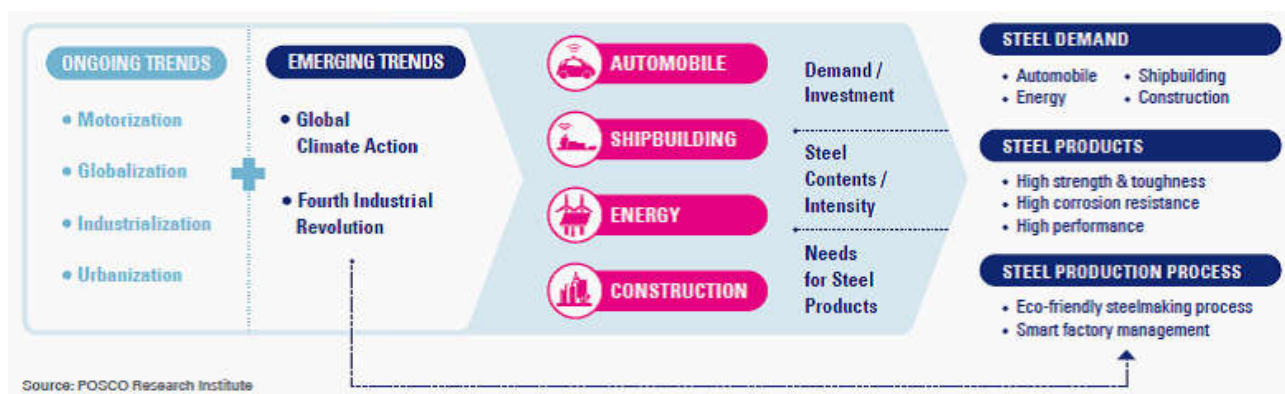 ONGOING TRENDS
• Motorization
• Globalization
• Industrialization
• Urbanization
EMERGING TRENDS
• Global
Climate Action
• Fourth Industrial
Revolution
AUTOMOBILE
SHIPBUILDING
ENERGY
CONSTRUCTION
Demand /
Investment
Steel
Contents /
Intensity
Needs
for Steel
Products
STEEL DEMAND
• Automobile • Shipbuilding
• Energy • Construction
STEEL PRODUCTS
• High strength & toughness
• High corrosion resistance
• High performance
STEEL PRODUCTION PROCESS
• Eco-friendly steelmaking process
• Smart factory management
Source: POSCO Research Institute